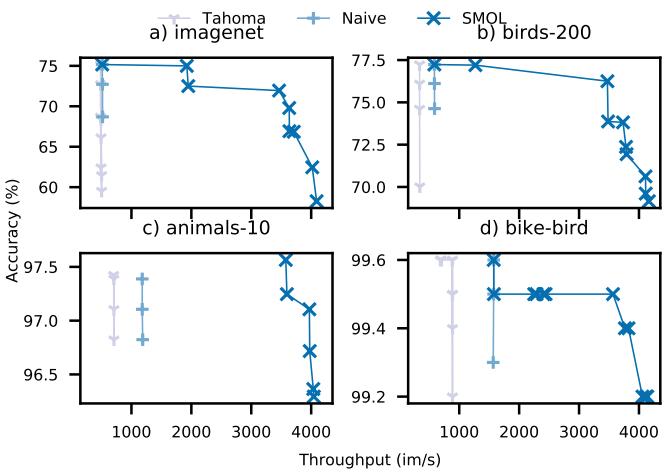 Tahoma Naive SMOL
a) imagenet b) birds-200
75
70
65
60
77.5
75.0
72.5
70.0
Accuracy (%)
c) animals-10 d) bike-bird
97.5
97.0
96.5
99.6
99.4
99.2
1000 2000 3000 4000 1000 2000 3000 4000
Throughput (im/s)